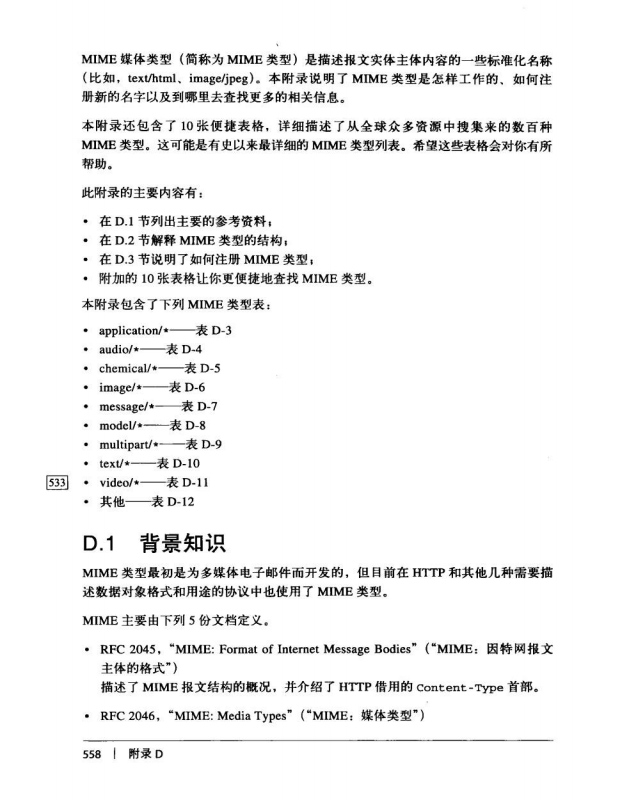 MIME 媒体类型（简称为 MIME 类型）是描述报文实体主体内容的一些标准化名称
（比如，text/html、image/jpeg）。本附录说明了 MIME 类型是怎样工作的、如何注
册新的名字以及到哪里去查找更多的相关信息。
本附录还包含了 10 张便捷表格，详细描述了从全球众多资源中搜集来的数百种
MIME 类型。这可能是有史以来最详细的 MIME 类型列表。希望这些表格会对你有所
帮助。
此附录的主要内容有：
• 在 D.1 节列出主要的参考资料；
• 在 D.2 节解释 MIME 类型的结构；
• 在 D.3 节说明了如何注册 MIME 类型；
• 附加的 10 张表格让你更便捷地查找 MIME 类型。
本附录包含了下列 MIME 类型表：
• application/*——表 D-3
• audio/*——表 D-4
• chemical/*——表 D-5
• image/*——表 D-6
• message/*——表 D-7
• model/*——表 D-8
• multipart/*——表 D-9
• text/*——表 D-10
533 • video/*——表 D-11
• 其他——表 D-12
D.1 背景知识
MIME 类型最初是为多媒体电子邮件而开发的，但目前在 HTTP 和其他几种需要描
述数据对象格式和用途的协议中也使用了 MIME 类型。
MIME 主要由下列 5 份文档定义。
• RFC 2045，“MIME: Format of Internet Message Bodies”（“MIME：因特网报文
主体的格式”）
描述了 MIME 报文结构的概况，并介绍了 HTTP 借用的 Content-Type 首部。
• RFC 2046，“MIME: Media Types”（“MIME：媒体类型”）
558 | 附录 D